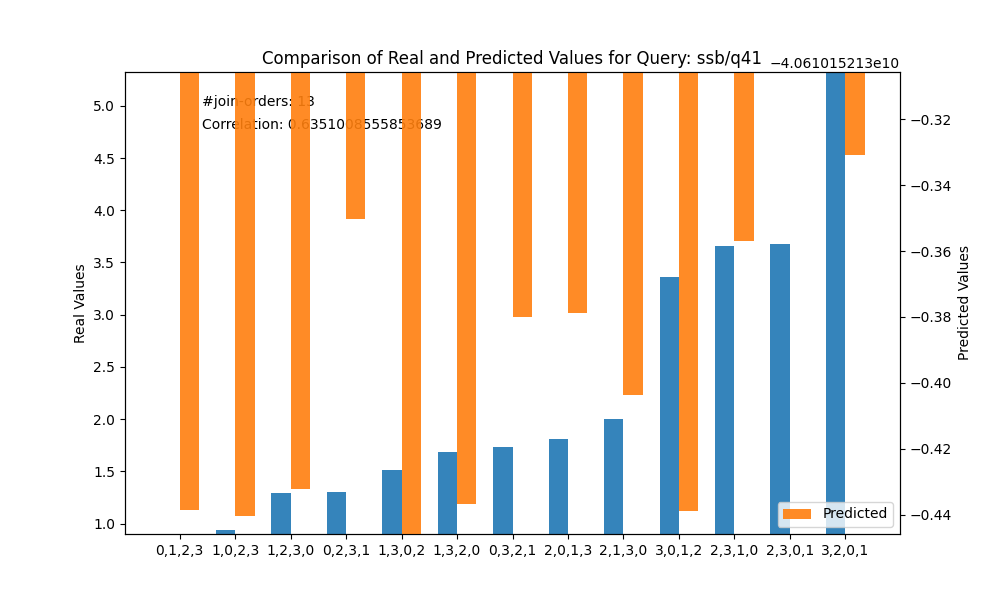 Comparison of Real and Predicted Values for Query: ssb/q41
−4.061015213e10
#join-orders: 13
Correlation: 0.6351008555853689
5.0
4.5
4.0
3.5
3.0
2.5
2.0
1.5
1.0
Real Values
−0.32
−0.34
−0.36
−0.38
−0.40
−0.42
−0.44
Predicted Values
Predicted
0,1,2,3 1,0,2,3 1,2,3,0 0,2,3,1 1,3,0,2 1,3,2,0 0,3,2,1 2,0,1,3 2,1,3,0 3,0,1,2 2,3,1,0 2,3,0,1 3,2,0,1